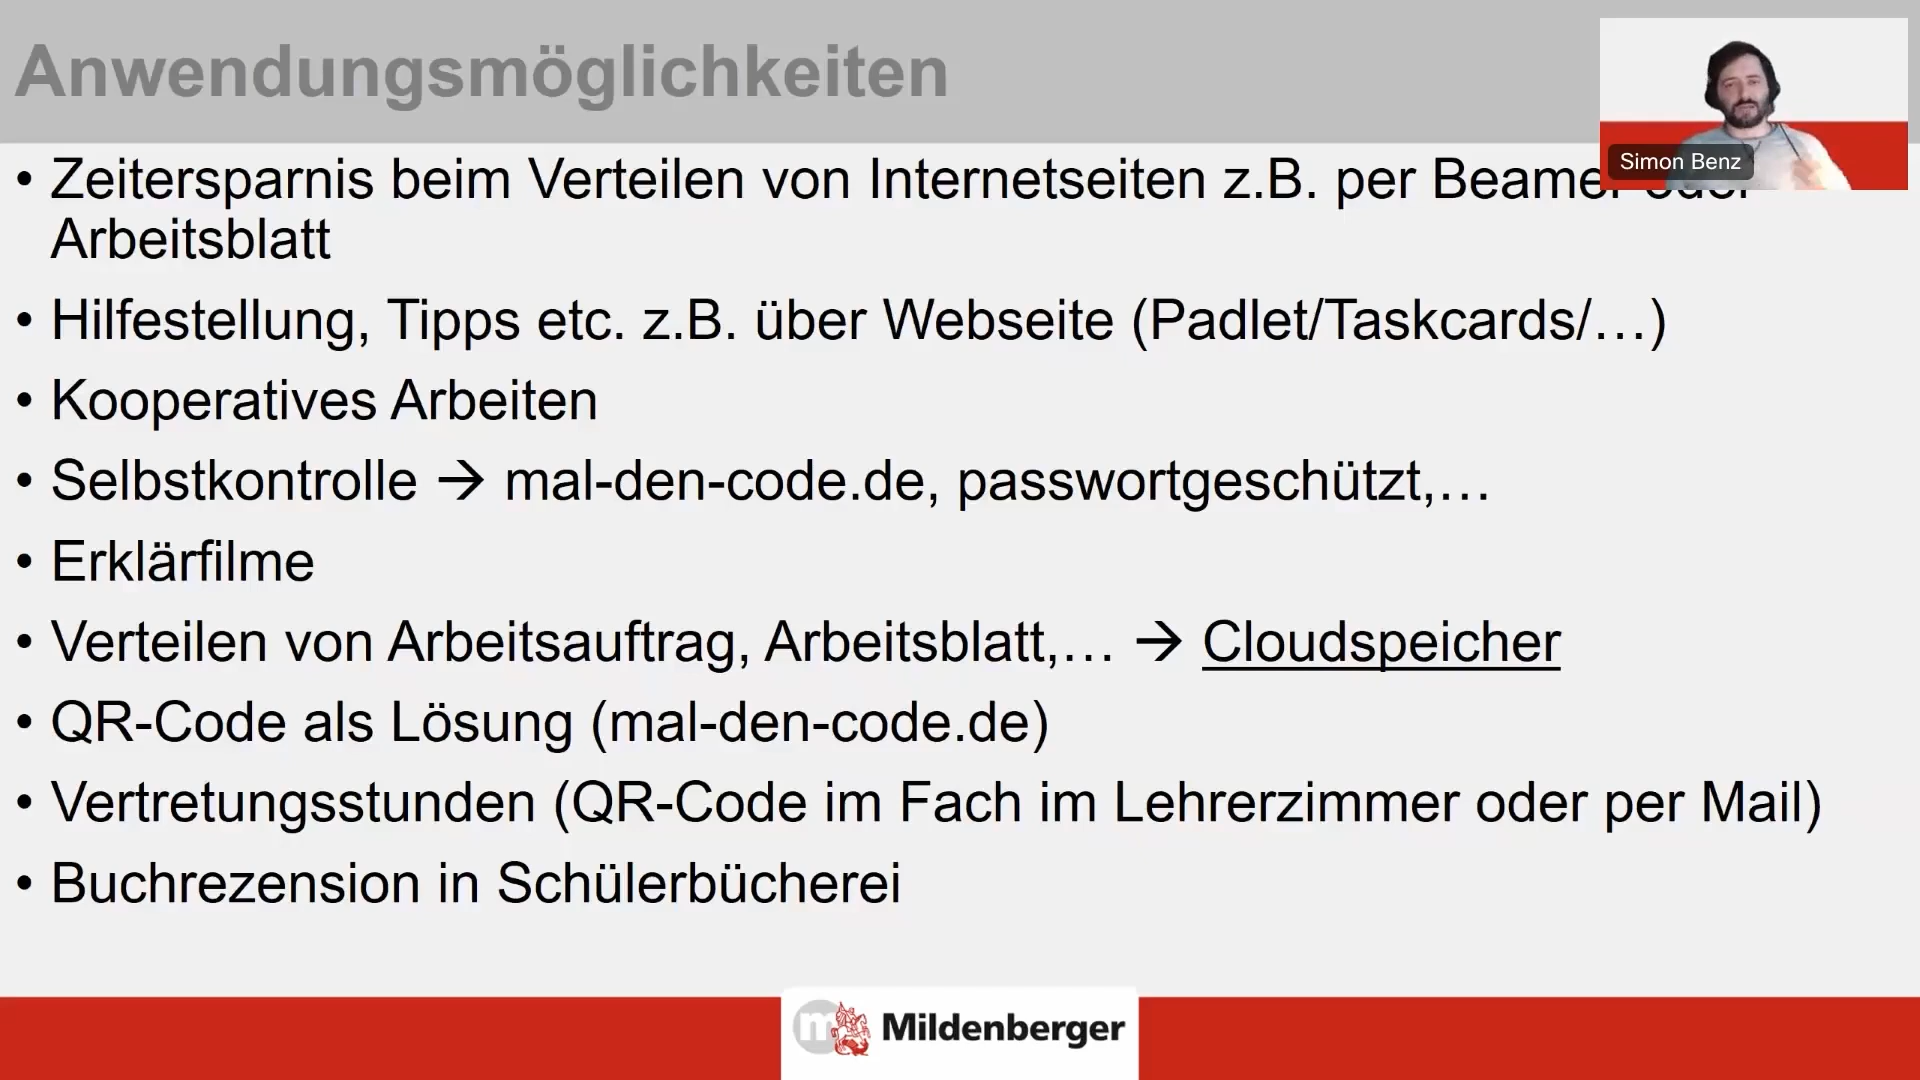 Anwendungsmöglichkeiten
Simon Benz
• Zeitersparnis beim Verteilen von Internetseiten z.B. per Beamer oder
Arbeitsblatt
• Hilfestellung, Tipps etc. z.B. über Webseite (Padlet/Taskcards/…)
• Kooperatives Arbeiten
• Selbstkontrolle → mal-den-code.de, passwortgeschützt,…
• Erklärfilme
• Verteilen von Arbeitsauftrag, Arbeitsblatt,… → Cloudspeicher
• QR-Code als Lösung (mal-den-code.de)
• Vertretungsstunden (QR-Code im Fach im Lehrerzimmer oder per Mail)
• Buchrezension in Schülerbücherei
m Mildenberger